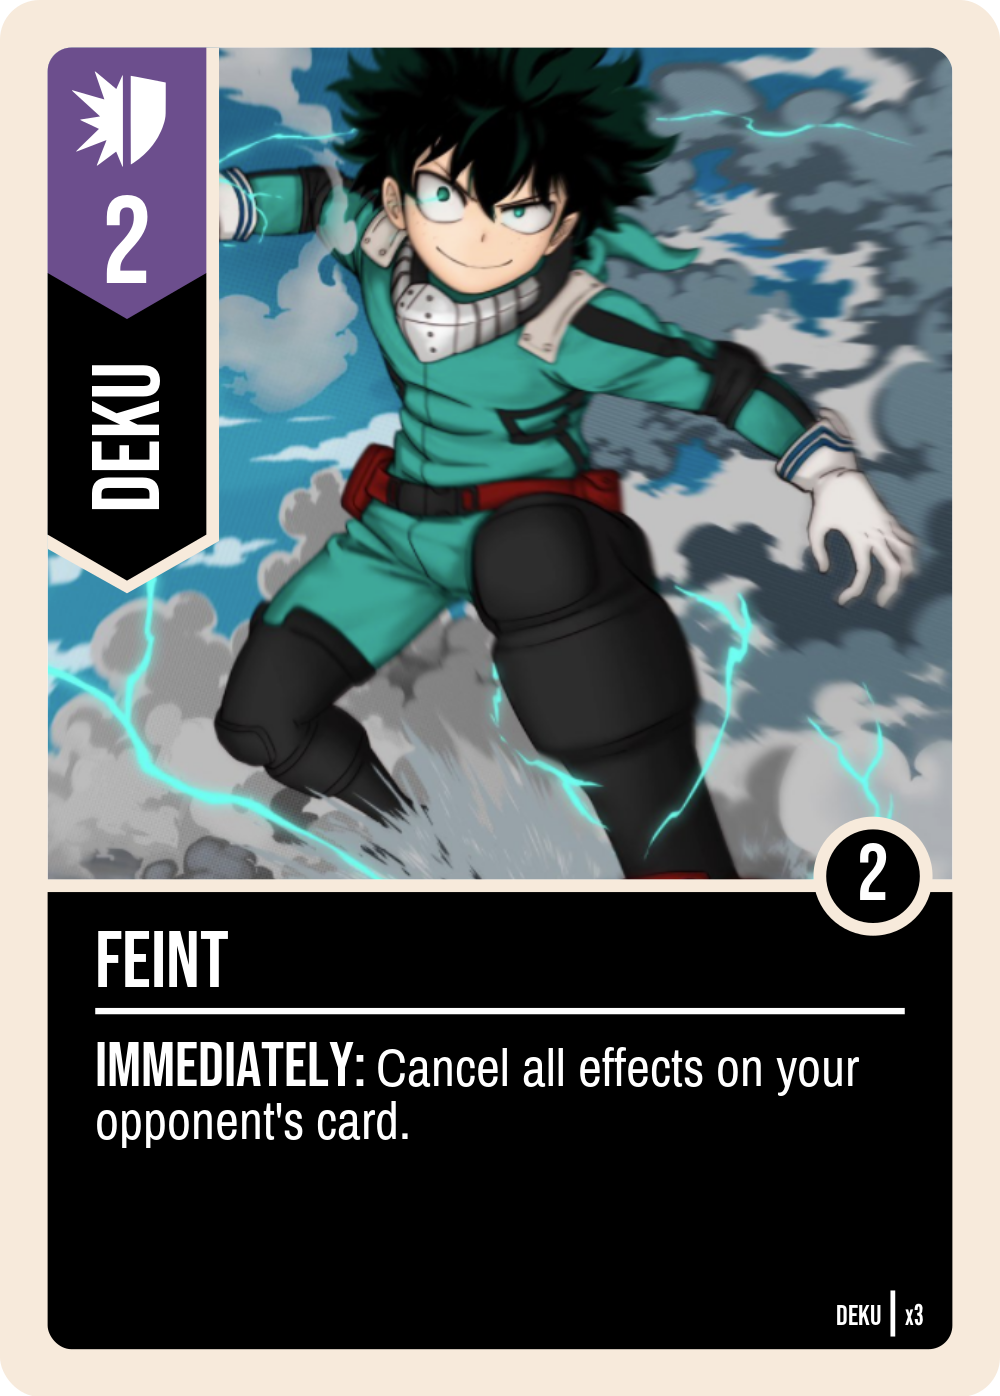 2
DEKU
2
FEINT
IMMEDIATELY: Cancel all effects on your
opponent's card.
DEKU | x3